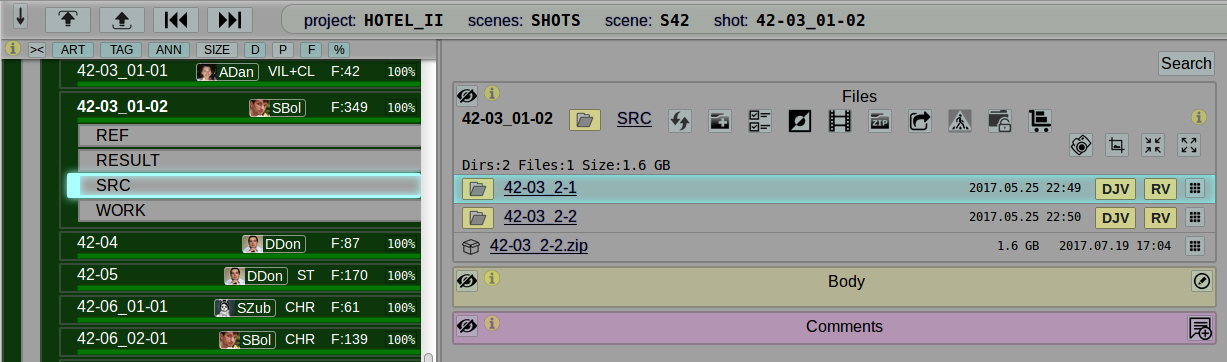 project: HOTEL_II scenes: SHOTS scene: S42 shot: 42-03_01-02
i >< ART TAG ANN SIZE D P F %
42-03_01-01 ADan VIL+CL F:42 100%
42-03_01-02 SBol F:349 100%
REF
RESULT
SRC
WORK
42-04 DDon F:87 100%
42-05 DDon ST F:170 100%
42-06_01-01 SZub CHR F:61 100%
42-06_02-01 SBol CHR F:139 100%
Search
i Files
42-03_01-02 SRC ZIP i
Dirs:2 Files:1 Size:1.6 GB
42-03_2-1 2017.05.25 22:49 DJV RV
42-03_2-2 2017.05.25 22:50 DJV RV
42-03_2-2.zip 1.6 GB 2017.07.19 17:04
i Body
i Comments